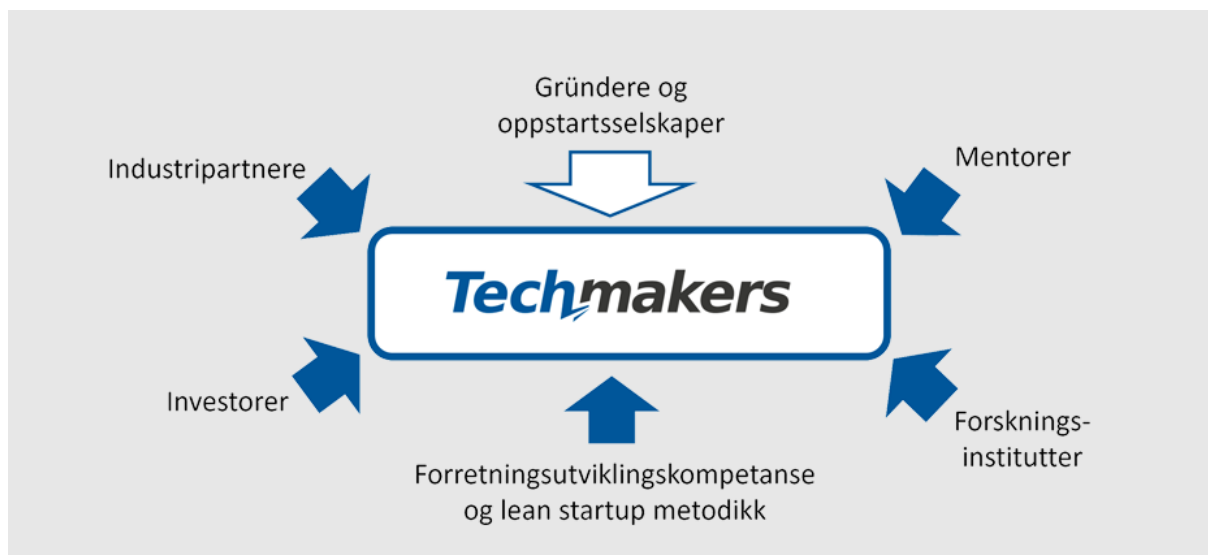 Gründere og
oppstartsselskaper
Industripartnere
Mentorer
Techmakers
Investorer
Forsknings-
institutter
Forretningsutviklingskompetanse
og lean startup metodikk